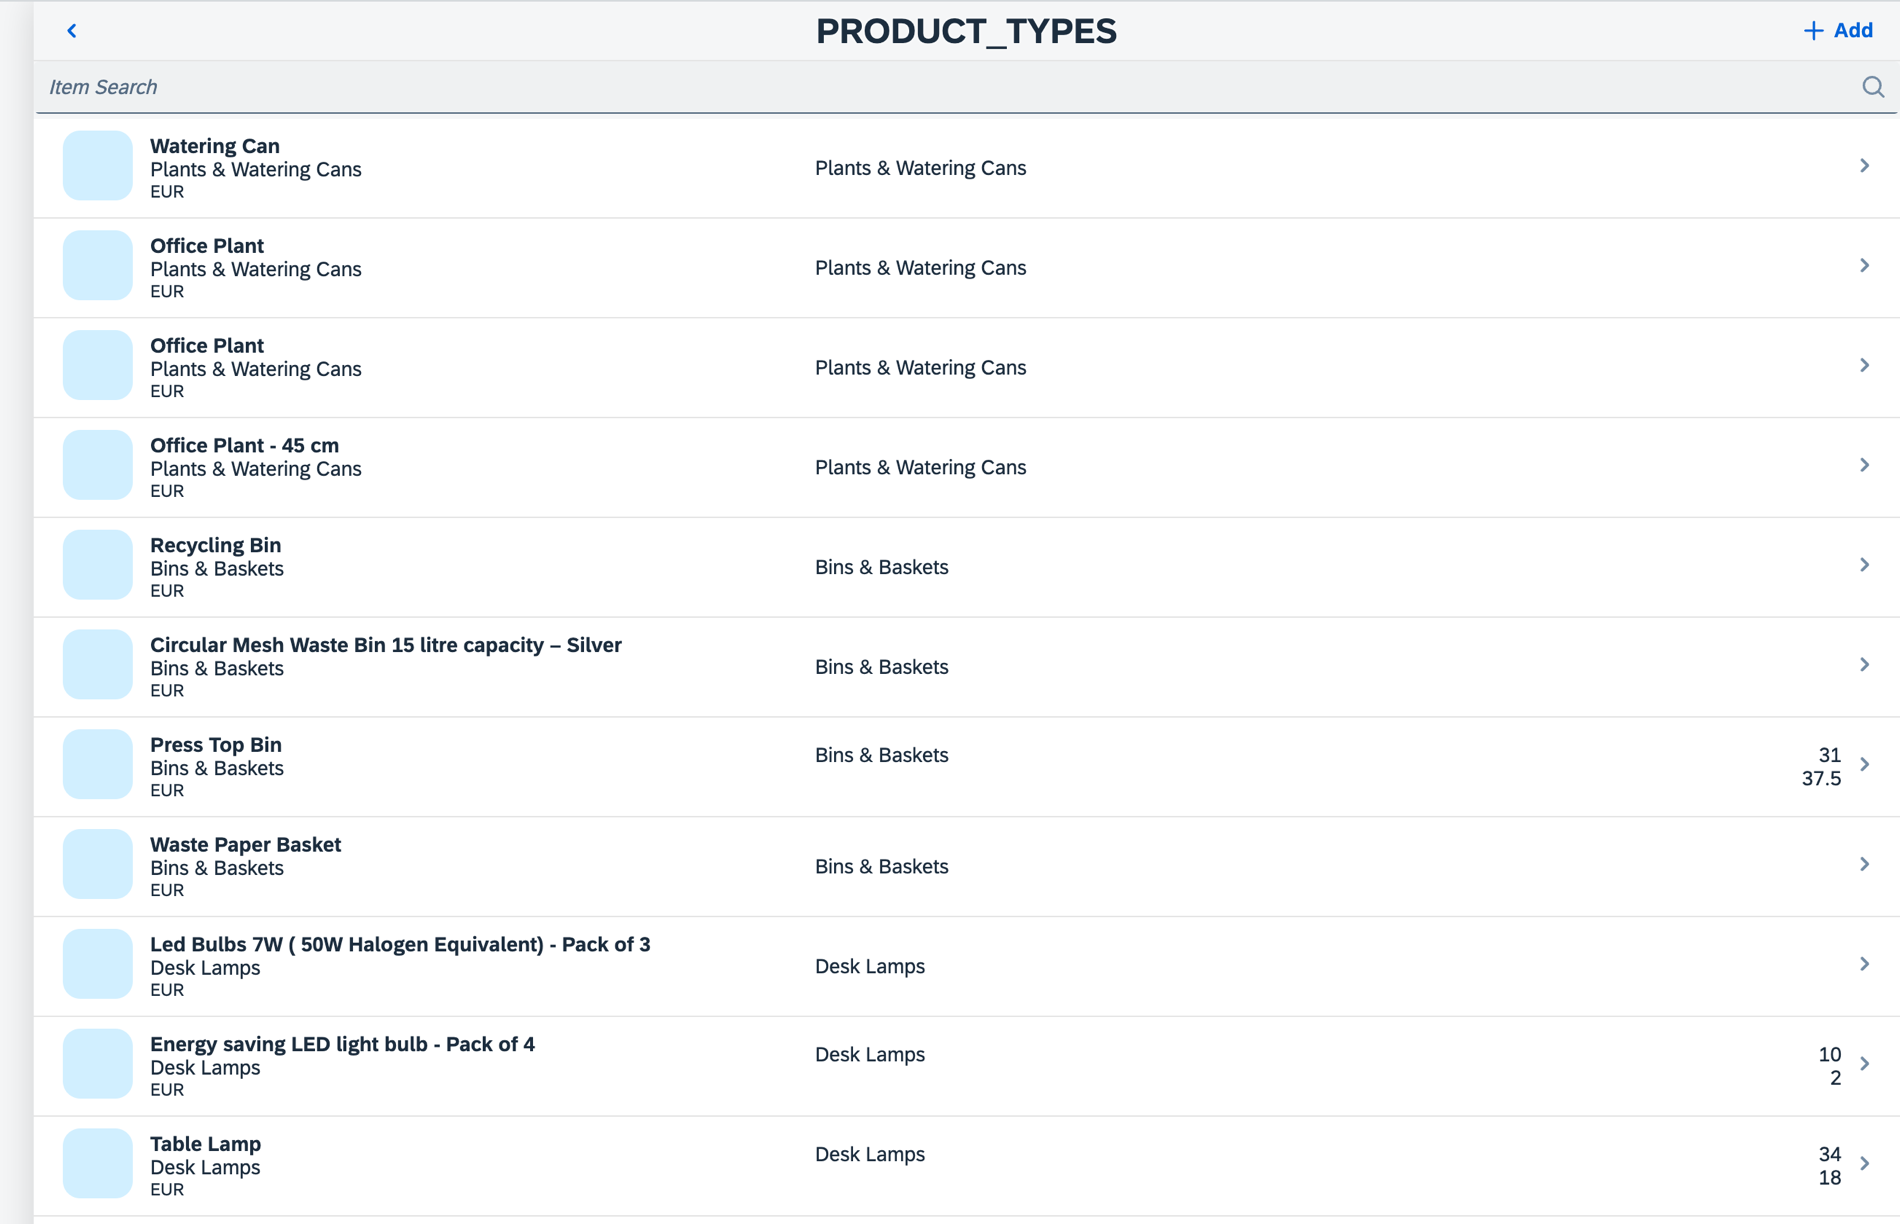 PRODUCT_TYPES
Add
Item Search
Watering Can
Plants & Watering Cans
EUR
Plants & Watering Cans
Office Plant
Plants & Watering Cans
EUR
Plants & Watering Cans
Office Plant
Plants & Watering Cans
EUR
Plants & Watering Cans
Office Plant - 45 cm
Plants & Watering Cans
EUR
Plants & Watering Cans
Recycling Bin
Bins & Baskets
EUR
Bins & Baskets
Circular Mesh Waste Bin 15 litre capacity – Silver
Bins & Baskets
EUR
Bins & Baskets
Press Top Bin
Bins & Baskets
EUR
Bins & Baskets
31
37.5
Waste Paper Basket
Bins & Baskets
EUR
Bins & Baskets
Led Bulbs 7W ( 50W Halogen Equivalent) - Pack of 3
Desk Lamps
EUR
Desk Lamps
Energy saving LED light bulb - Pack of 4
Desk Lamps
EUR
Desk Lamps
10
2
Table Lamp
Desk Lamps
EUR
Desk Lamps
34
18